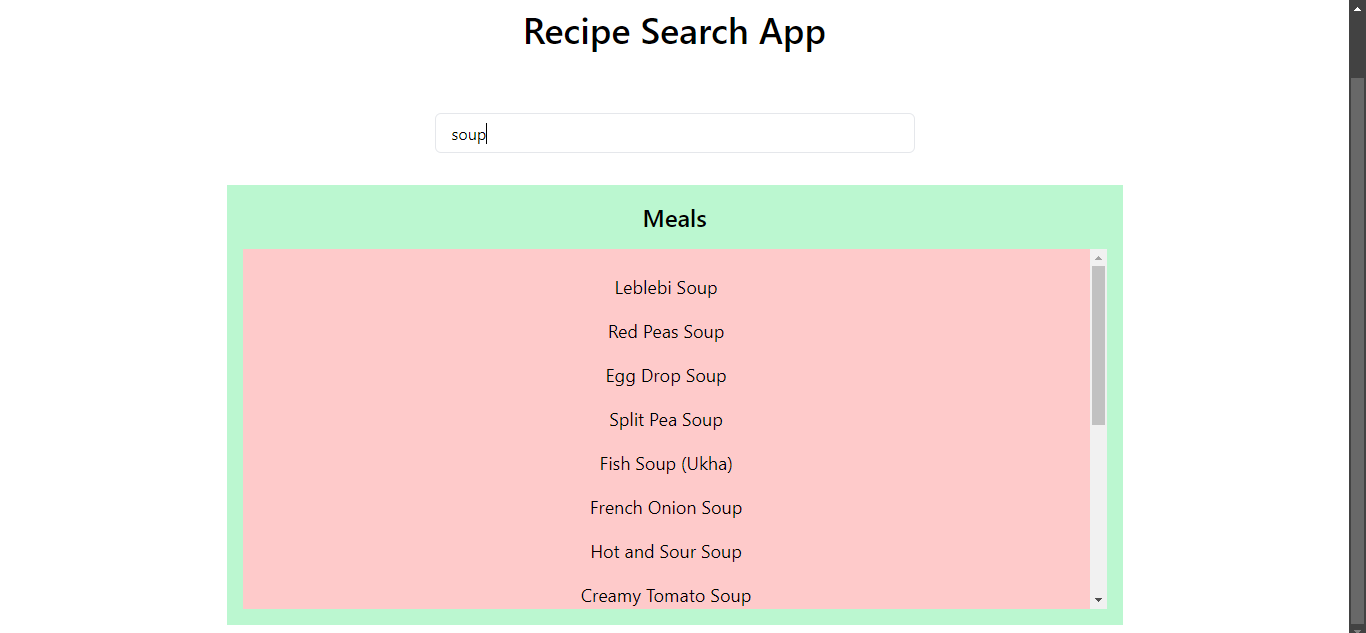 Recipe Search App
soup
Meals
Leblebi Soup
Red Peas Soup
Egg Drop Soup
Split Pea Soup
Fish Soup (Ukha)
French Onion Soup
Hot and Sour Soup
Creamy Tomato Soup